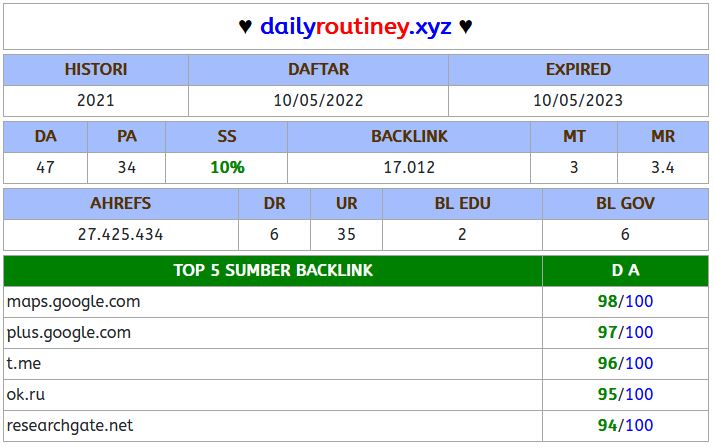 ♥ dailyroutiney.xyz ♥
HISTORI DAFTAR EXPIRED
2021 10/05/2022 10/05/2023
DA PA SS BACKLINK MT MR
47 34 10% 17.012 3 3.4
AHREFS DR UR BL EDU BL GOV
27.425.434 6 35 2 6
TOP 5 SUMBER BACKLINK D A
maps.google.com 98/100
plus.google.com 97/100
t.me 96/100
ok.ru 95/100
researchgate.net 94/100